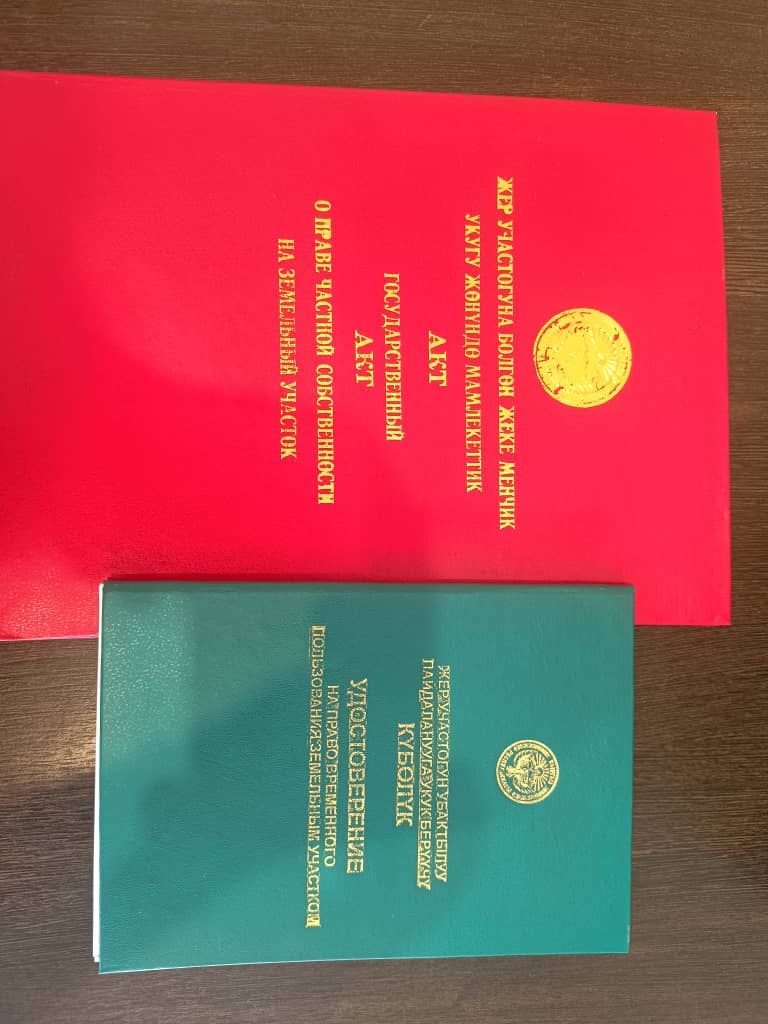 ЖЕР УЧАСТОГУНА БОЛГОН ЖЕКЕ МЕНЧИК
УКУГУ ЖӨНҮНДӨ МАМЛЕКЕТТИК
АКТ
ГОСУДАРСТВЕННЫЙ
АКТ
О ПРАВЕ ЧАСТНОЙ СОБСТВЕННОСТИ
НА ЗЕМЕЛЬНЫЙ УЧАСТОК
ЖЕР УЧАСТОГУН УБАКТЫЛУУ
ПАЙДАЛАНУУГА УКУК БЕРҮҮЧҮ
КҮБӨЛҮК
УДОСТОВЕРЕНИЕ
НА ПРАВО ВРЕМЕННОГО
ПОЛЬЗОВАНИЯ ЗЕМЕЛЬНЫМ УЧАСТКОМ